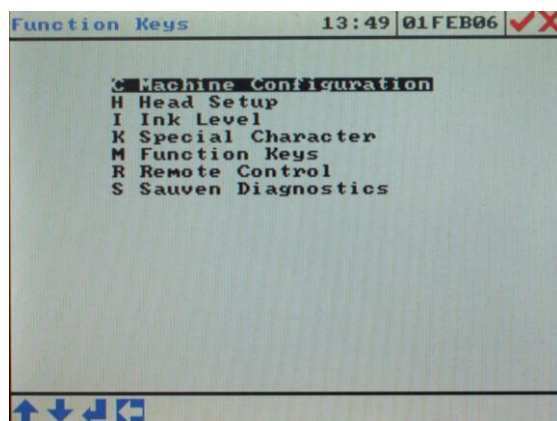 Function Keys 13:49 01FEB06
C Machine Configuration
H Head Setup
I Ink Level
K Special Character
M Function Keys
R Remote Control
S Sauven Diagnostics